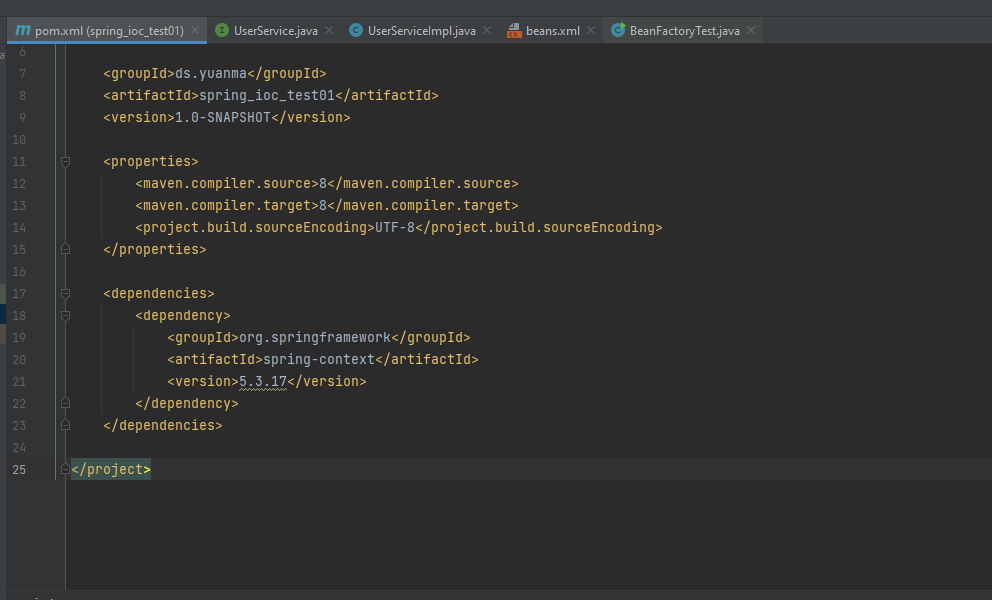 pom.xml (spring_ioc_test01) UserService.java UserServiceImpl.java beans.xml BeanFactoryTest.java
6
7 <groupId>ds.yuanma</groupId>
8 <artifactId>spring_ioc_test01</artifactId>
9 <version>1.0-SNAPSHOT</version>
10
11 <properties>
12 <maven.compiler.source>8</maven.compiler.source>
13 <maven.compiler.target>8</maven.compiler.target>
14 <project.build.sourceEncoding>UTF-8</project.build.sourceEncoding>
15 </properties>
16
17 <dependencies>
18 <dependency>
19 <groupId>org.springframework</groupId>
20 <artifactId>spring-context</artifactId>
21 <version>5.3.17</version>
22 </dependency>
23 </dependencies>
24
25 </project>